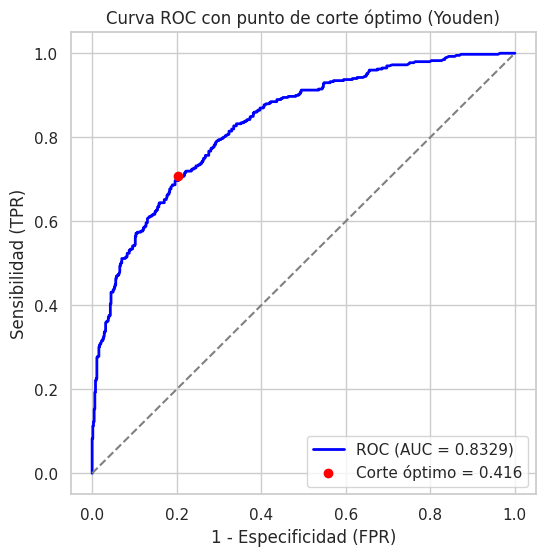 Curva ROC con punto de corte óptimo (Youden)
Sensibilidad (TPR)
1.0
0.8
0.6
0.4
0.2
0.0
0.0 0.2 0.4 0.6 0.8 1.0
1 - Especificidad (FPR)
ROC (AUC = 0.8329)
Corte óptimo = 0.416